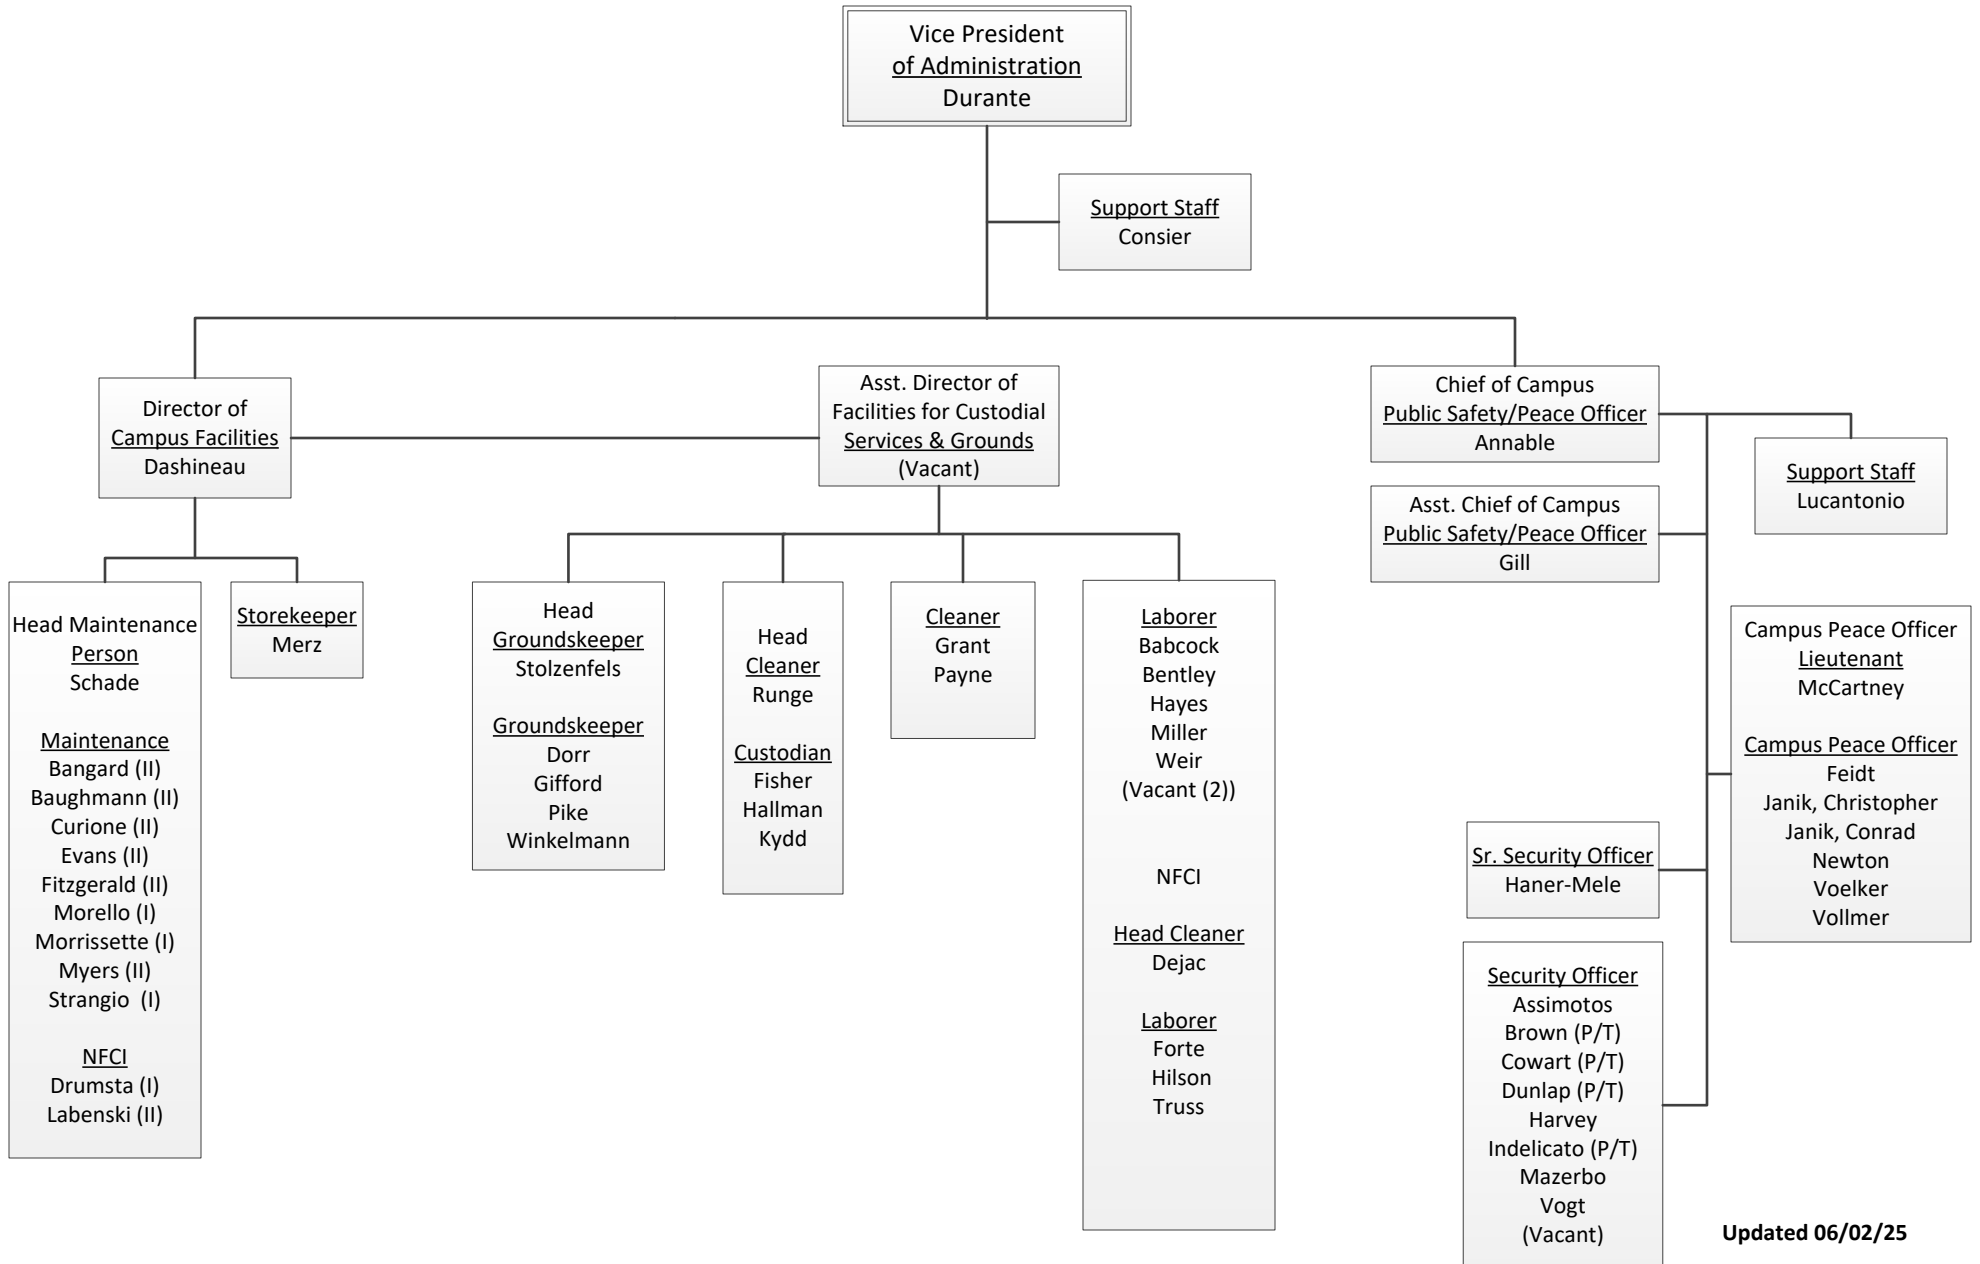 Vice President
of Administration
Durante
Support Staff
Consier
Director of
Campus Facilities
Dashineau
Asst. Director of
Facilities for Custodial
Services & Grounds
(Vacant)
Chief of Campus
Public Safety/Peace Officer
Annable
Support Staff
Lucantonio
Asst. Chief of Campus
Public Safety/Peace Officer
Gill
Head Maintenance
Person
Schade
Maintenance
Bangard (II)
Baughmann (II)
Curione (II)
Evans (II)
Fitzgerald (II)
Morello (I)
Morrissette (I)
Myers (II)
Strangio  (I)
NFCI
Drumsta (I)
Labenski (II)
Storekeeper
Merz
Head
Groundskeeper
Stolzenfels
Groundskeeper
Dorr
Gifford
Pike
Winkelmann
Head
Cleaner
Runge
Custodian
Fisher
Hallman
Kydd
Cleaner
Grant
Payne
Laborer
Babcock
Bentley
Hayes
Miller
Weir
(Vacant (2))
NFCI
Head Cleaner
Dejac
Laborer
Forte
Hilson
Truss
Campus Peace Officer
Lieutenant
McCartney
Campus Peace Officer
Feidt
Janik, Christopher
Janik, Conrad
Newton
Voelker
Vollmer
Sr. Security Officer
Haner-Mele
Security Officer
Assimotos
Brown (P/T)
Cowart (P/T)
Dunlap (P/T)
Harvey
Indelicato (P/T)
Mazerbo
Vogt
(Vacant)
Updated 06/02/25